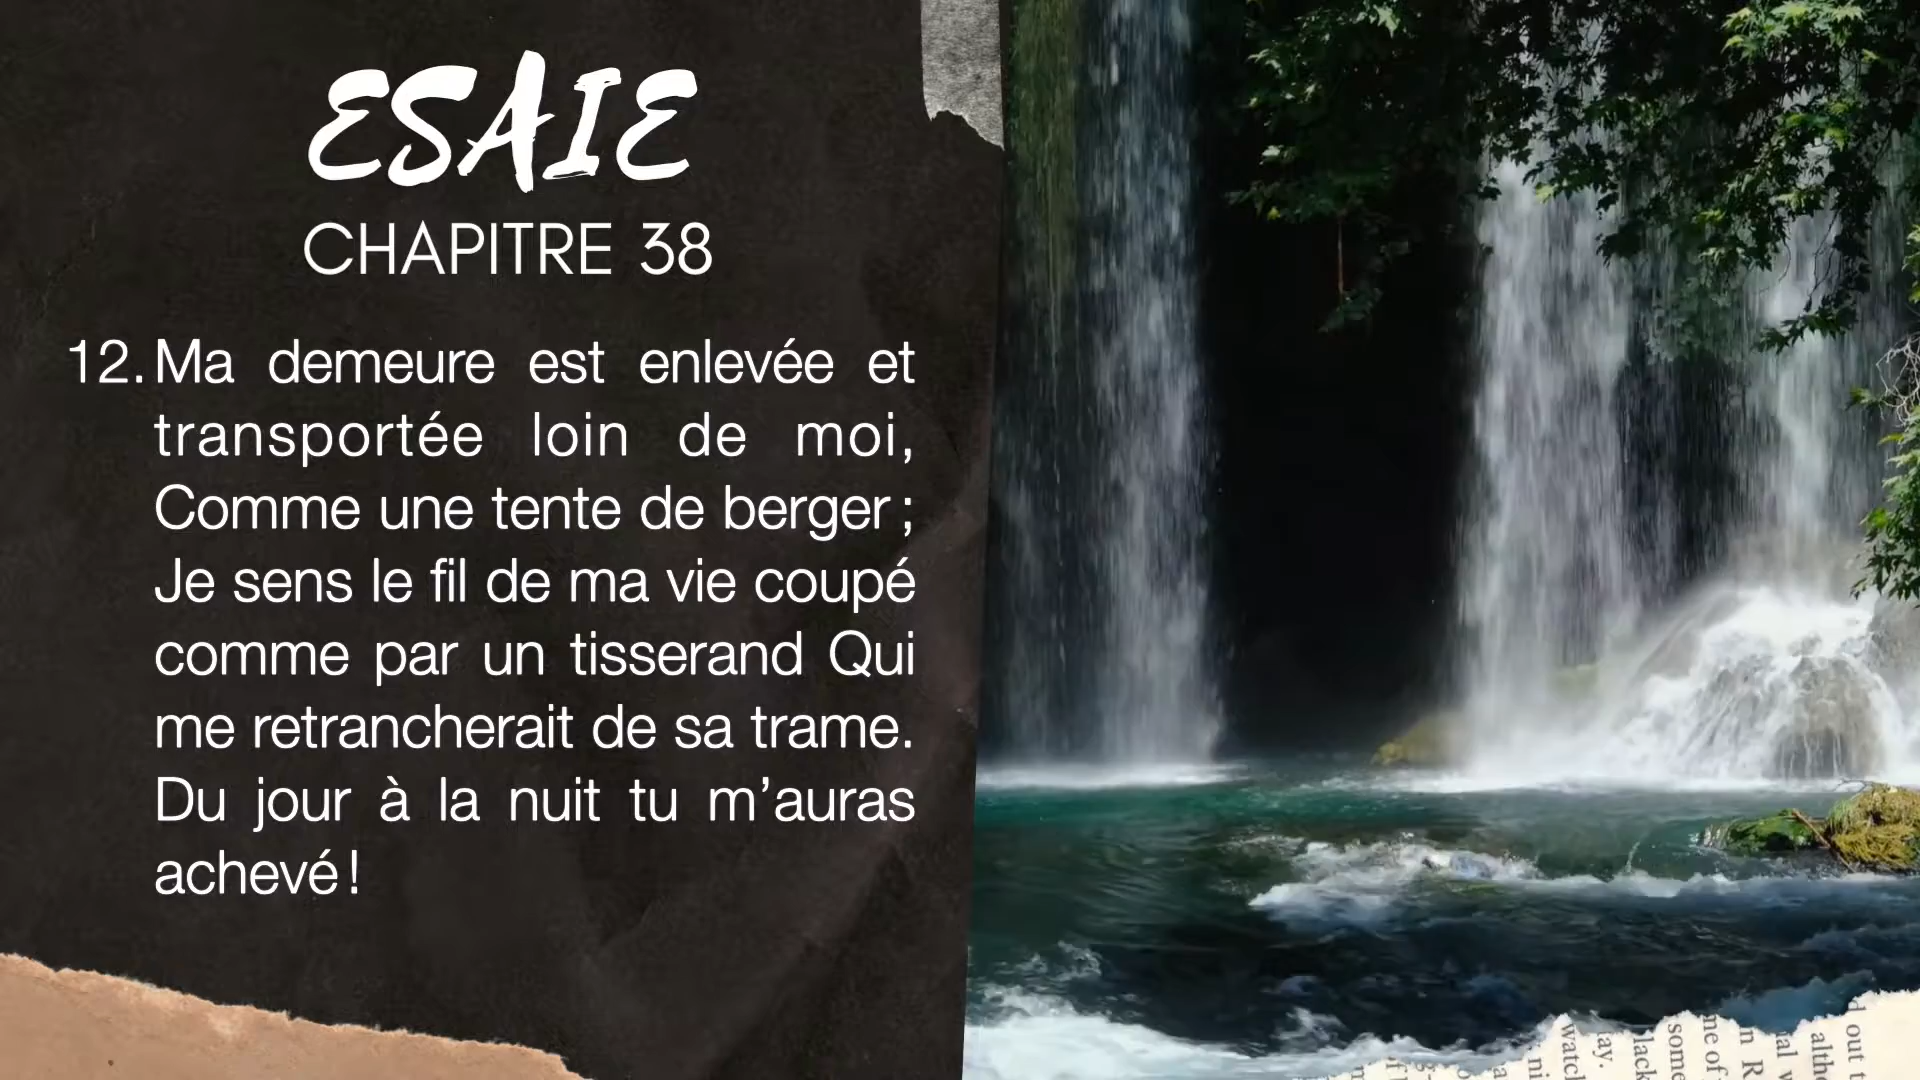 ESAIE
CHAPITRE 38
12. Ma demeure est enlevée et
transportée loin de moi,
Comme une tente de berger ;
Je sens le fil de ma vie coupé
comme par un tisserand Qui
me retrancherait de sa trame.
Du jour à la nuit tu m’auras
achevé !